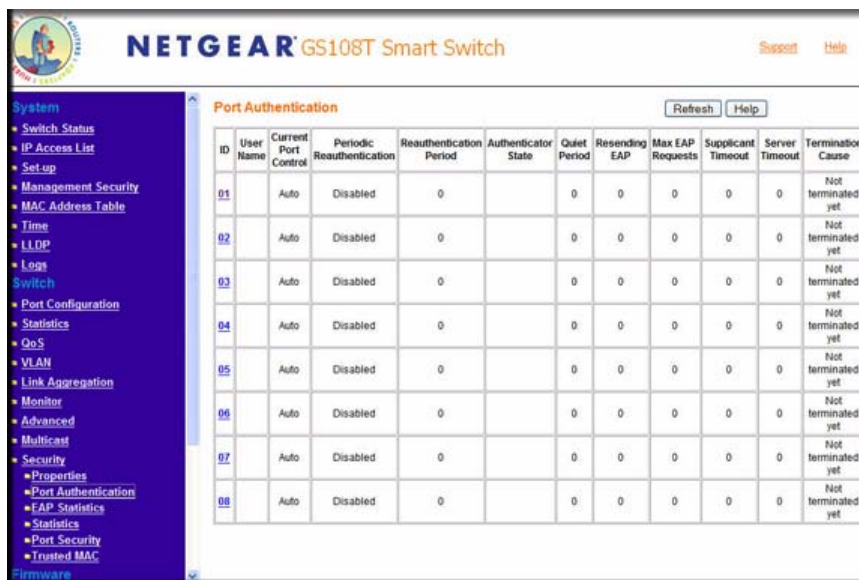 NETGEAR GS108T Smart Switch
Support Help
System
Switch Status
IP Access List
Set-up
Management Security
MAC Address Table
Time
LLDP
Logs
Switch
Port Configuration
Statistics
QoS
VLAN
Link Aggregation
Monitor
Advanced
Multicast
Security
Properties
Port Authentication
EAP Statistics
Statistics
Port Security
Trusted MAC
Firmware
Port Authentication
Refresh Help
ID User Name Current Port Control Periodic Reauthentication Reauthentication Period Authenticator State Quiet Period Resending EAP Max EAP Requests Supplicant Timeout Server Timeout Termination Cause
01 Auto Disabled 0 0 0 0 0 0 Not terminated yet
02 Auto Disabled 0 0 0 0 0 0 Not terminated yet
03 Auto Disabled 0 0 0 0 0 0 Not terminated yet
04 Auto Disabled 0 0 0 0 0 0 Not terminated yet
05 Auto Disabled 0 0 0 0 0 0 Not terminated yet
06 Auto Disabled 0 0 0 0 0 0 Not terminated yet
07 Auto Disabled 0 0 0 0 0 0 Not terminated yet
08 Auto Disabled 0 0 0 0 0 0 Not terminated yet